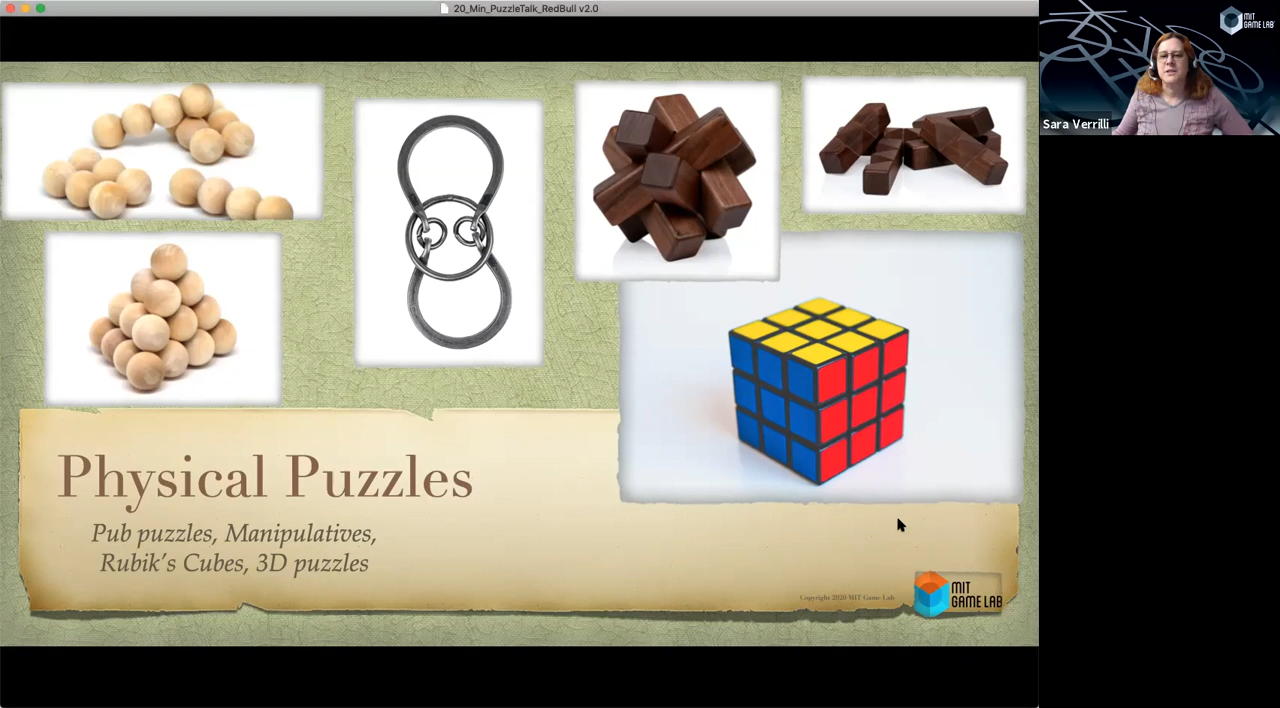 20_Min_PuzzleTalk_RedBull v2.0
MIT
GAME LAB
Sara Verrilli
Physical Puzzles
Pub puzzles, Manipulatives,
Rubik's Cubes, 3D puzzles
Copyright 2020 MIT Game Lab
MIT
GAME LAB